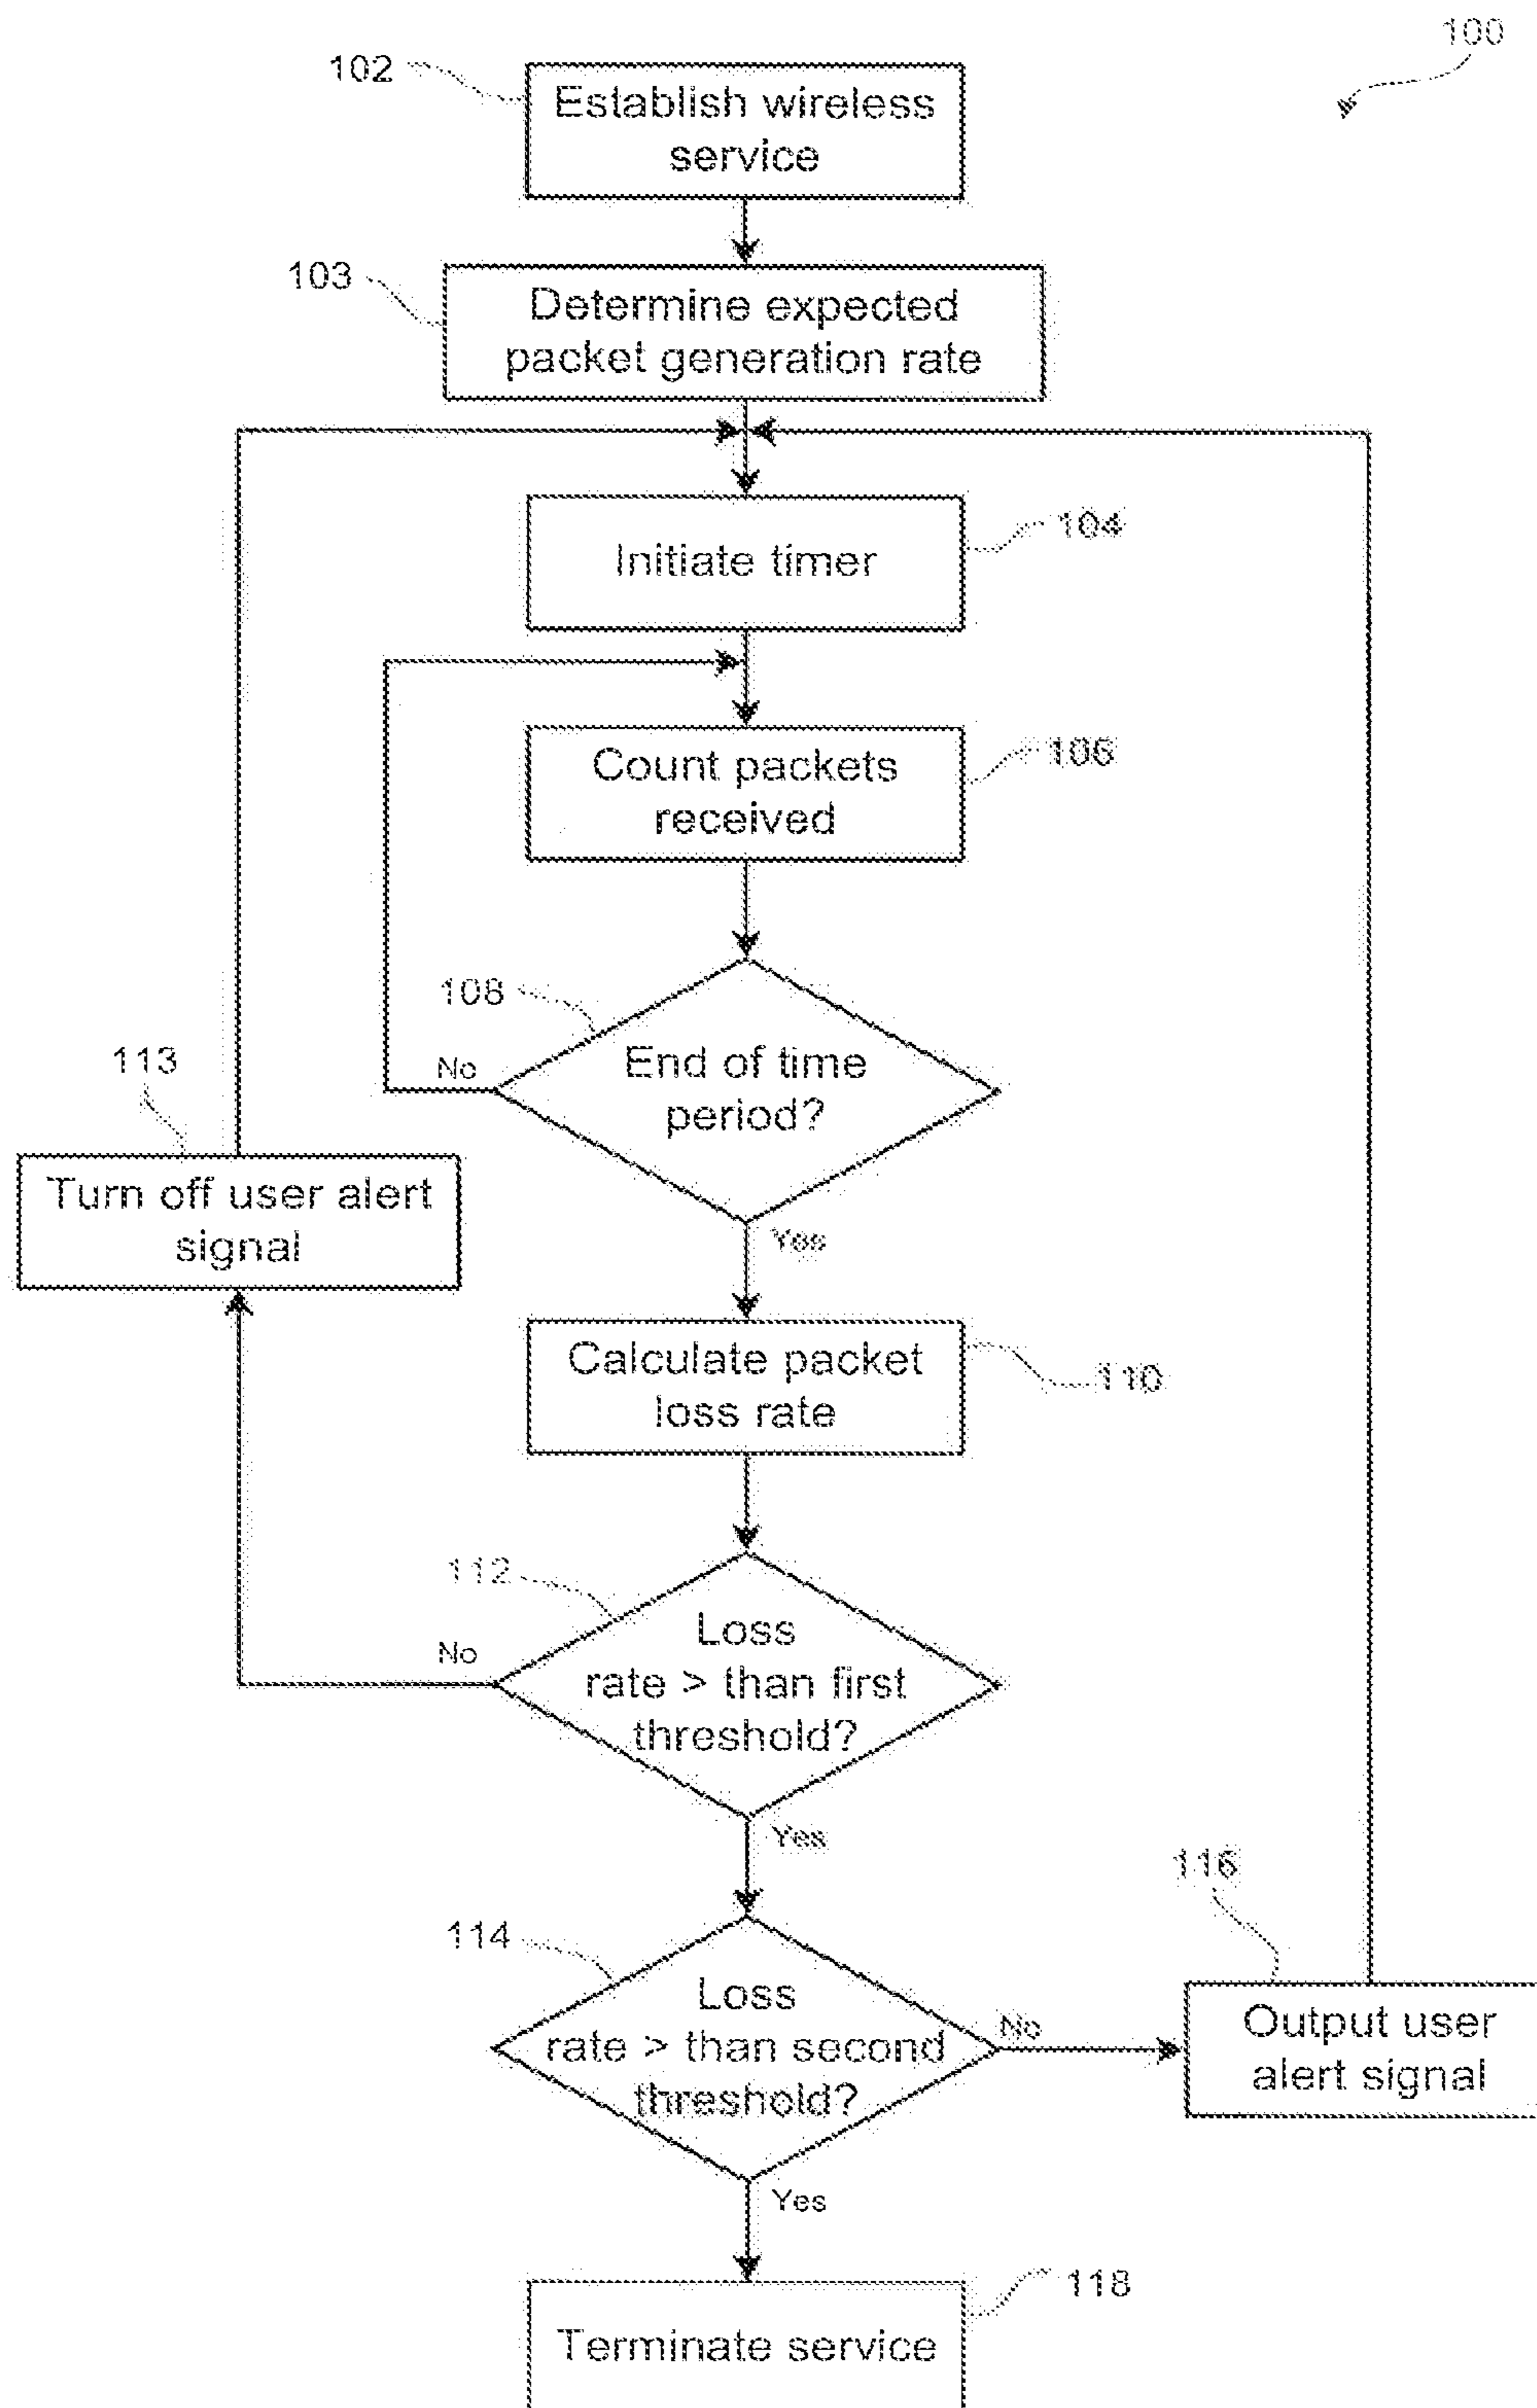 100
102
Establish wireless
service
103
Determine expected
packet generation rate
Initiate timer
104
Count packets
received
106
108
End of time
period?
No
Yes
113
Turn off user alert
signal
Calculate packet
loss rate
110
112
Loss
rate > than first
threshold?
No
Yes
114
Loss
rate > than second
threshold?
No
Yes
116
Output user
alert signal
118
Terminate service